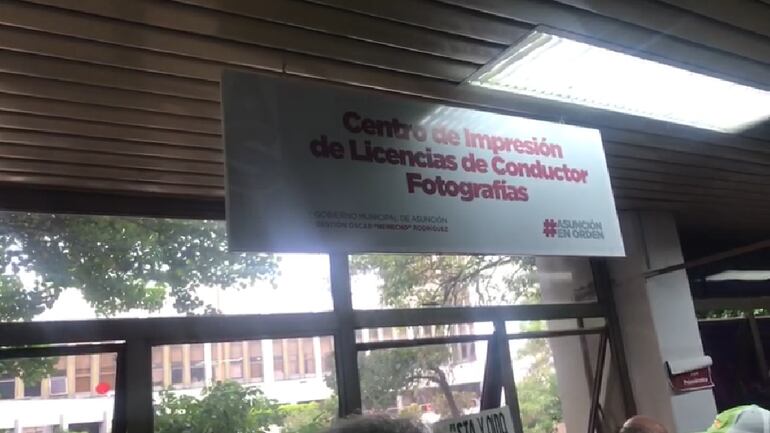 Centro de Impresión
de Licencias de Conductor
Fotografías
GOBIERNO MUNICIPAL DE ASUNCIÓN
GESTIÓN OSCAR "NENECHO" RODRÍGUEZ
#ASUNCIÓN
EN ORDEN